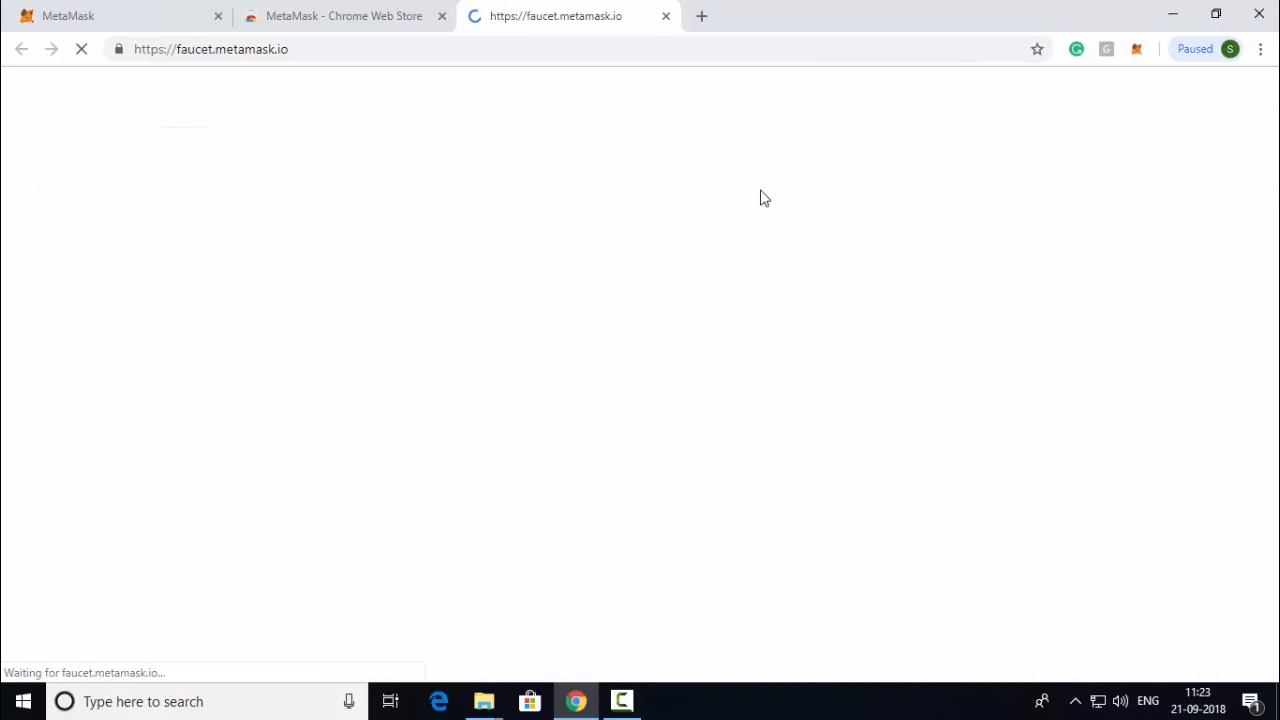 MetaMask
MetaMask - Chrome Web Store
https://faucet.metamask.io
https://faucet.metamask.io
G
Paused
S
Waiting for faucet.metamask.io...
Type here to search
ENG
11:23
21-09-2018
1